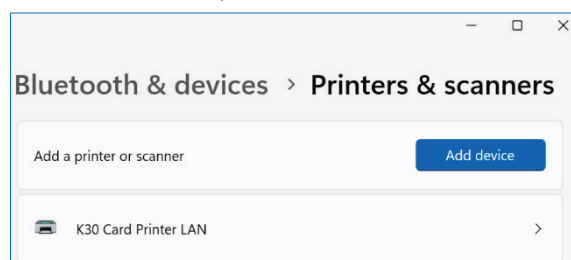 Bluetooth & devices > Printers & scanners
Add a printer or scanner Add device
K30 Card Printer LAN